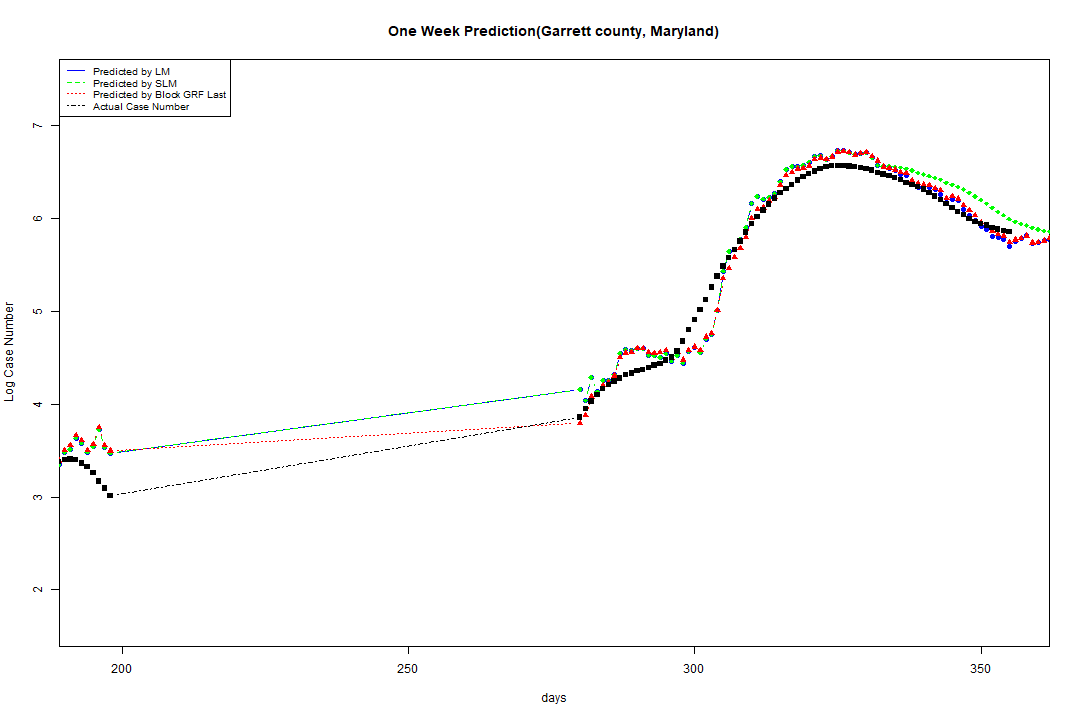 One Week Prediction(Garrett county, Maryland)
Predicted by LM
Predicted by SLM
Predicted by Block GRF Last
Actual Case Number
7
6
5
4
3
2
Log Case Number
200 250 300 350
days